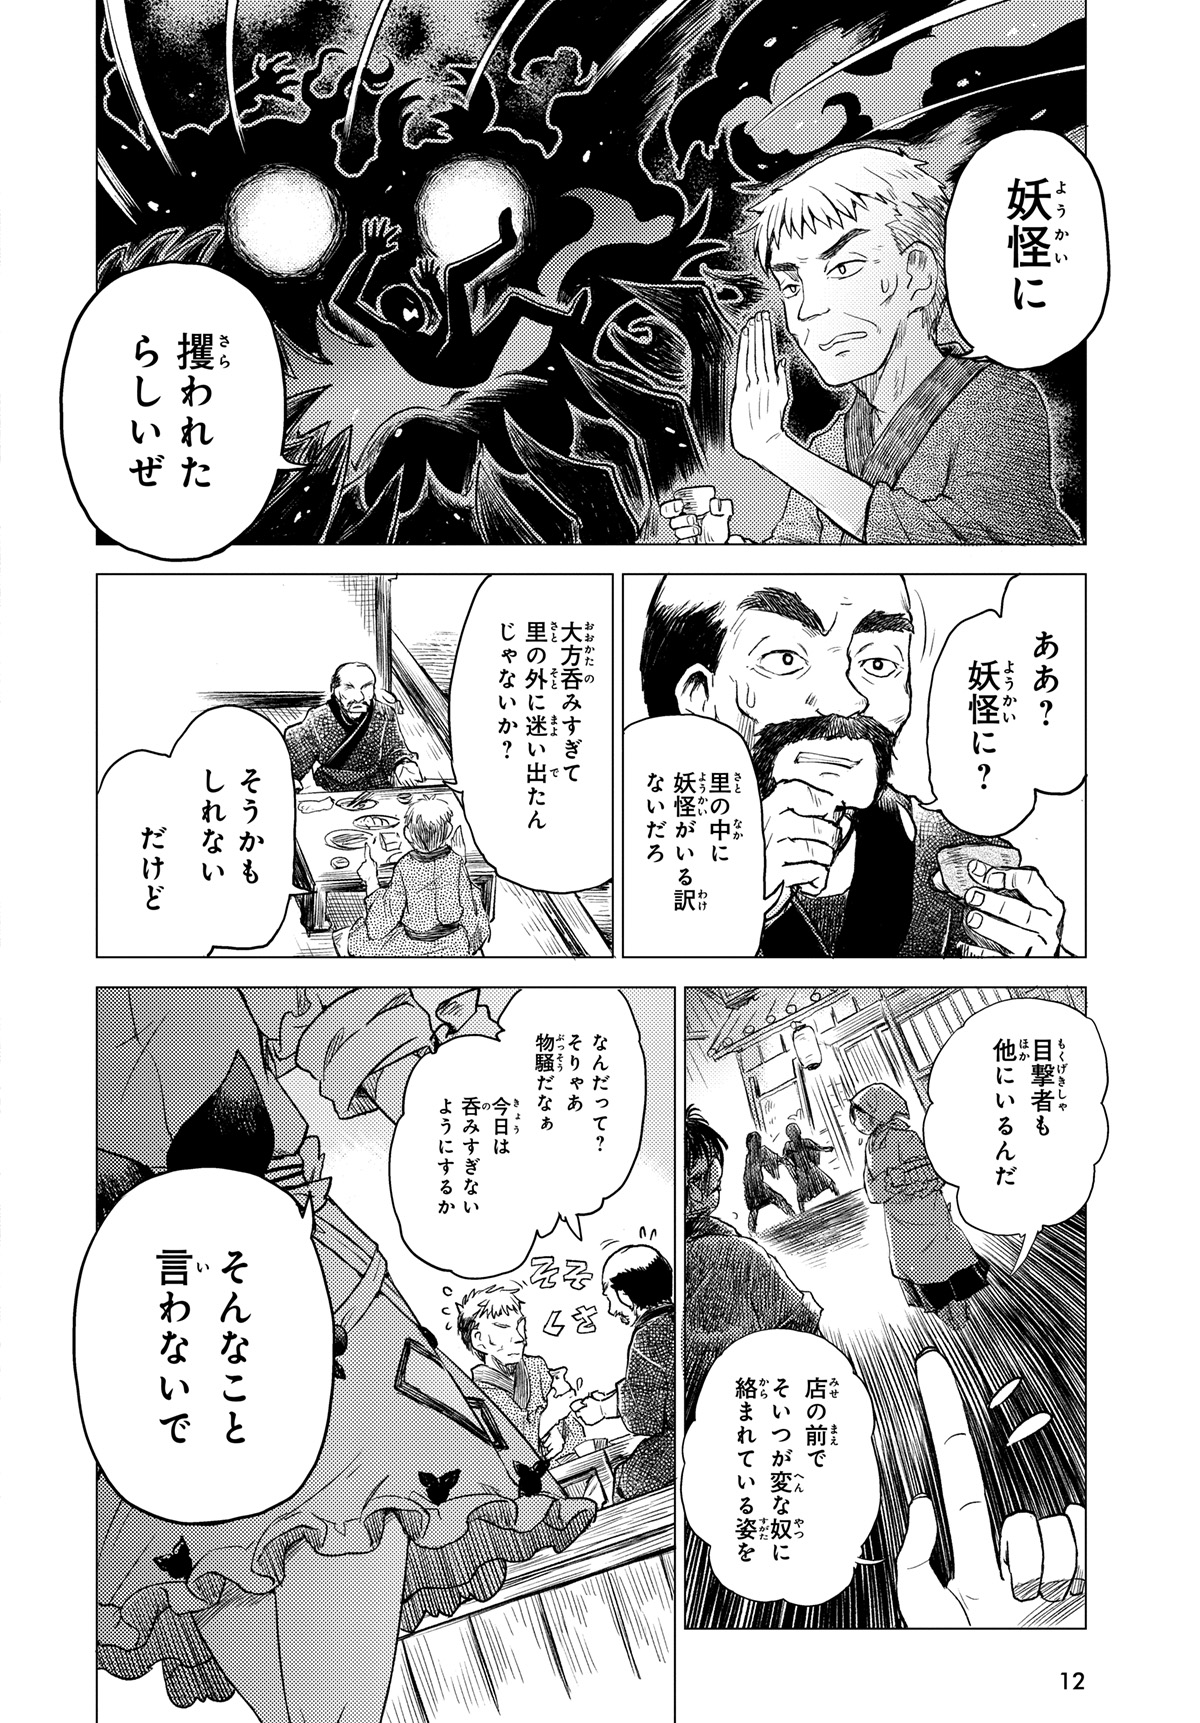 妖怪に
攫われた
らしいぜ
ああ?
妖怪に?
里の中に
妖怪がいる訳
ないだろ
大方呑みすぎて
里の外に迷い出たん
じゃないか?
そうかも
しれない
だけど
目撃者も
他にいるんだ
店の前で
そいつが変な奴に
絡まれている姿を
なんだって?
そりゃあ
物騒だなぁ
今日は
呑みすぎない
ようにするか
そそ
くさ
そんなこと
言わないで
12